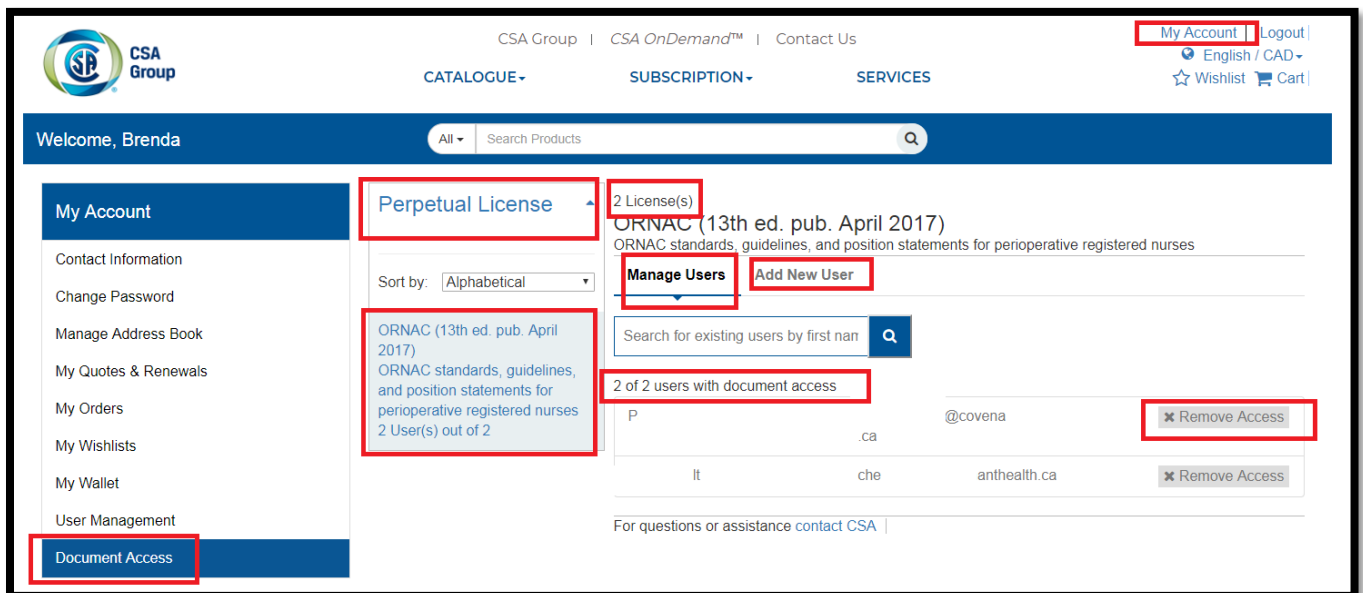 CSA Group
CSA Group | CSA OnDemand™ | Contact Us
My Account | Logout
English / CAD
CATALOGUE SUBSCRIPTION SERVICES
Wishlist Cart
Welcome, Brenda
All Search Products
My Account
Contact Information
Change Password
Manage Address Book
My Quotes & Renewals
My Orders
My Wishlists
My Wallet
User Management
Document Access
Perpetual License
Sort by: Alphabetical
ORNAC (13th ed. pub. April
2017)
ORNAC standards, guidelines,
and position statements for
perioperative registered nurses
2 User(s) out of 2
2 License(s)
ORNAC (13th ed. pub. April 2017)
ORNAC standards, guidelines, and position statements for perioperative registered nurses
Manage Users Add New User
Search for existing users by first nam
2 of 2 users with document access
P @covena Remove Access
.ca
lt che anthealth.ca Remove Access
For questions or assistance contact CSA